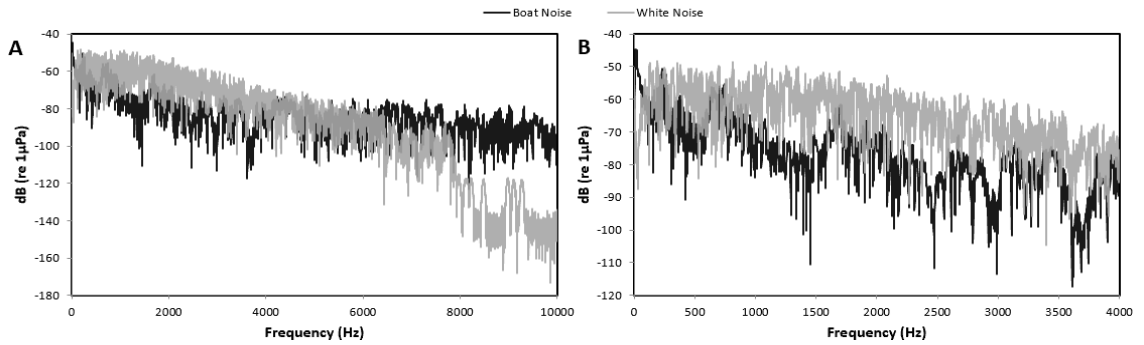 Boat Noise White Noise
A
-40
-60
-80
-100
-120
-140
-160
-180
dB (re 1µPa)
0 2000 4000 6000 8000 10000
Frequency (Hz)
B
-40
-50
-60
-70
-80
-90
-100
-110
-120
dB (re 1µPa)
0 500 1000 1500 2000 2500 3000 3500 4000
Frequency (Hz)